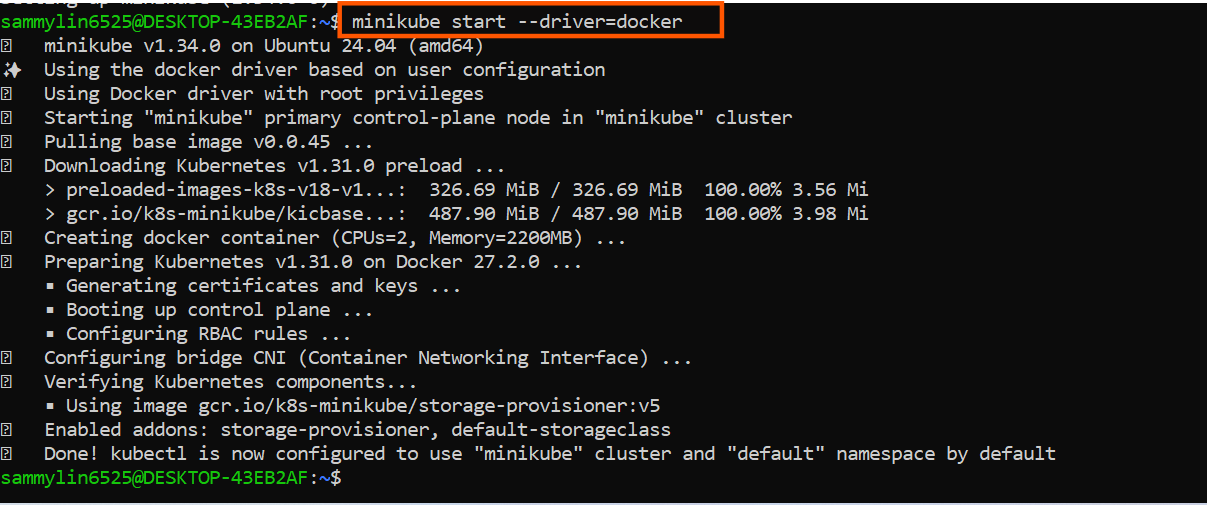 sammylin6525@DESKTOP-43EB2AF:~$ minikube start --driver=docker
minikube v1.34.0 on Ubuntu 24.04 (amd64)
✨ Using the docker driver based on user configuration
Using Docker driver with root privileges
Starting "minikube" primary control-plane node in "minikube" cluster
Pulling base image v0.0.45 ...
Downloading Kubernetes v1.31.0 preload ...
> preloaded-images-k8s-v18-v1...: 326.69 MiB / 326.69 MiB 100.00% 3.56 Mi
> gcr.io/k8s-minikube/kicbase...: 487.90 MiB / 487.90 MiB 100.00% 3.98 Mi
Creating docker container (CPUs=2, Memory=2200MB) ...
Preparing Kubernetes v1.31.0 on Docker 27.2.0 ...
▪ Generating certificates and keys ...
▪ Booting up control plane ...
▪ Configuring RBAC rules ...
Configuring bridge CNI (Container Networking Interface) ...
Verifying Kubernetes components...
▪ Using image gcr.io/k8s-minikube/storage-provisioner:v5
Enabled addons: storage-provisioner, default-storageclass
Done! kubectl is now configured to use "minikube" cluster and "default" namespace by default
sammylin6525@DESKTOP-43EB2AF:~$